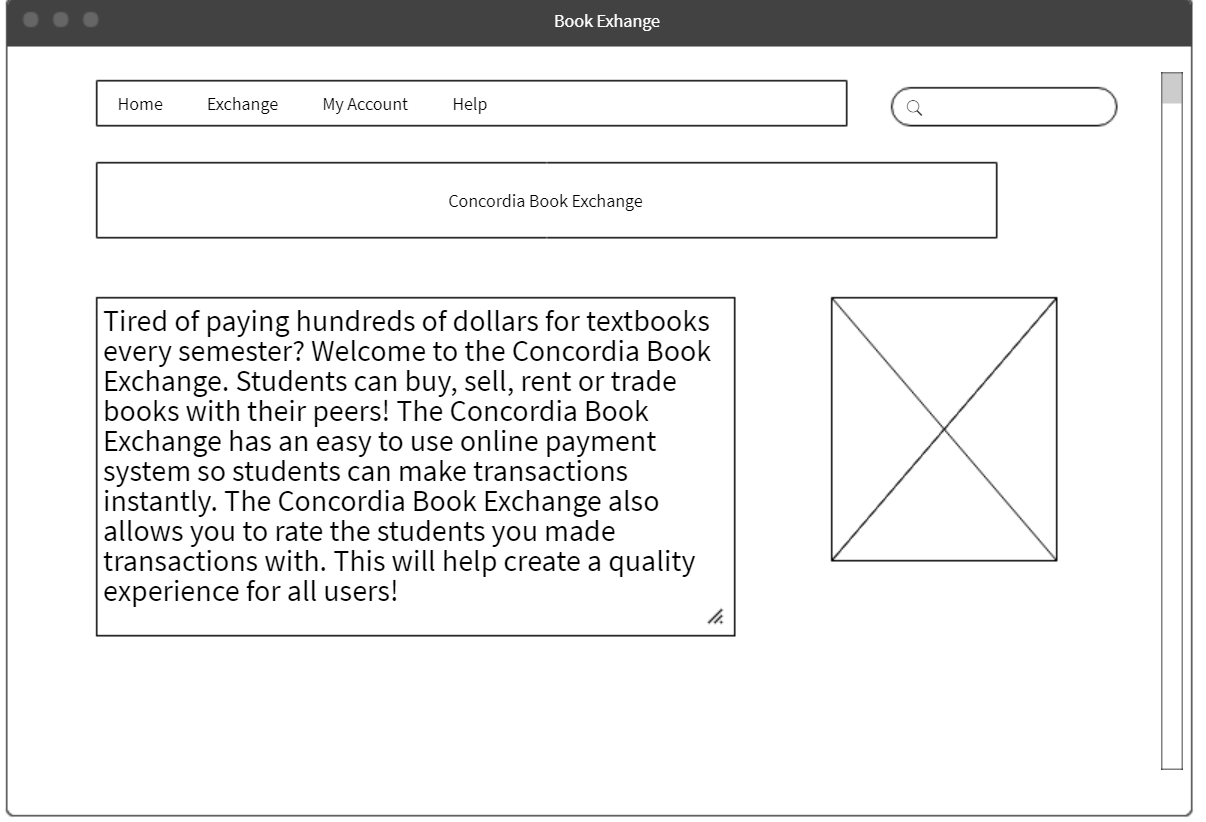 Book Exhange
Home Exchange My Account Help
Concordia Book Exchange
Tired of paying hundreds of dollars for textbooks
every semester? Welcome to the Concordia Book
Exchange. Students can buy, sell, rent or trade
books with their peers! The Concordia Book
Exchange has an easy to use online payment
system so students can make transactions
instantly. The Concordia Book Exchange also
allows you to rate the students you made
transactions with. This will help create a quality
experience for all users!